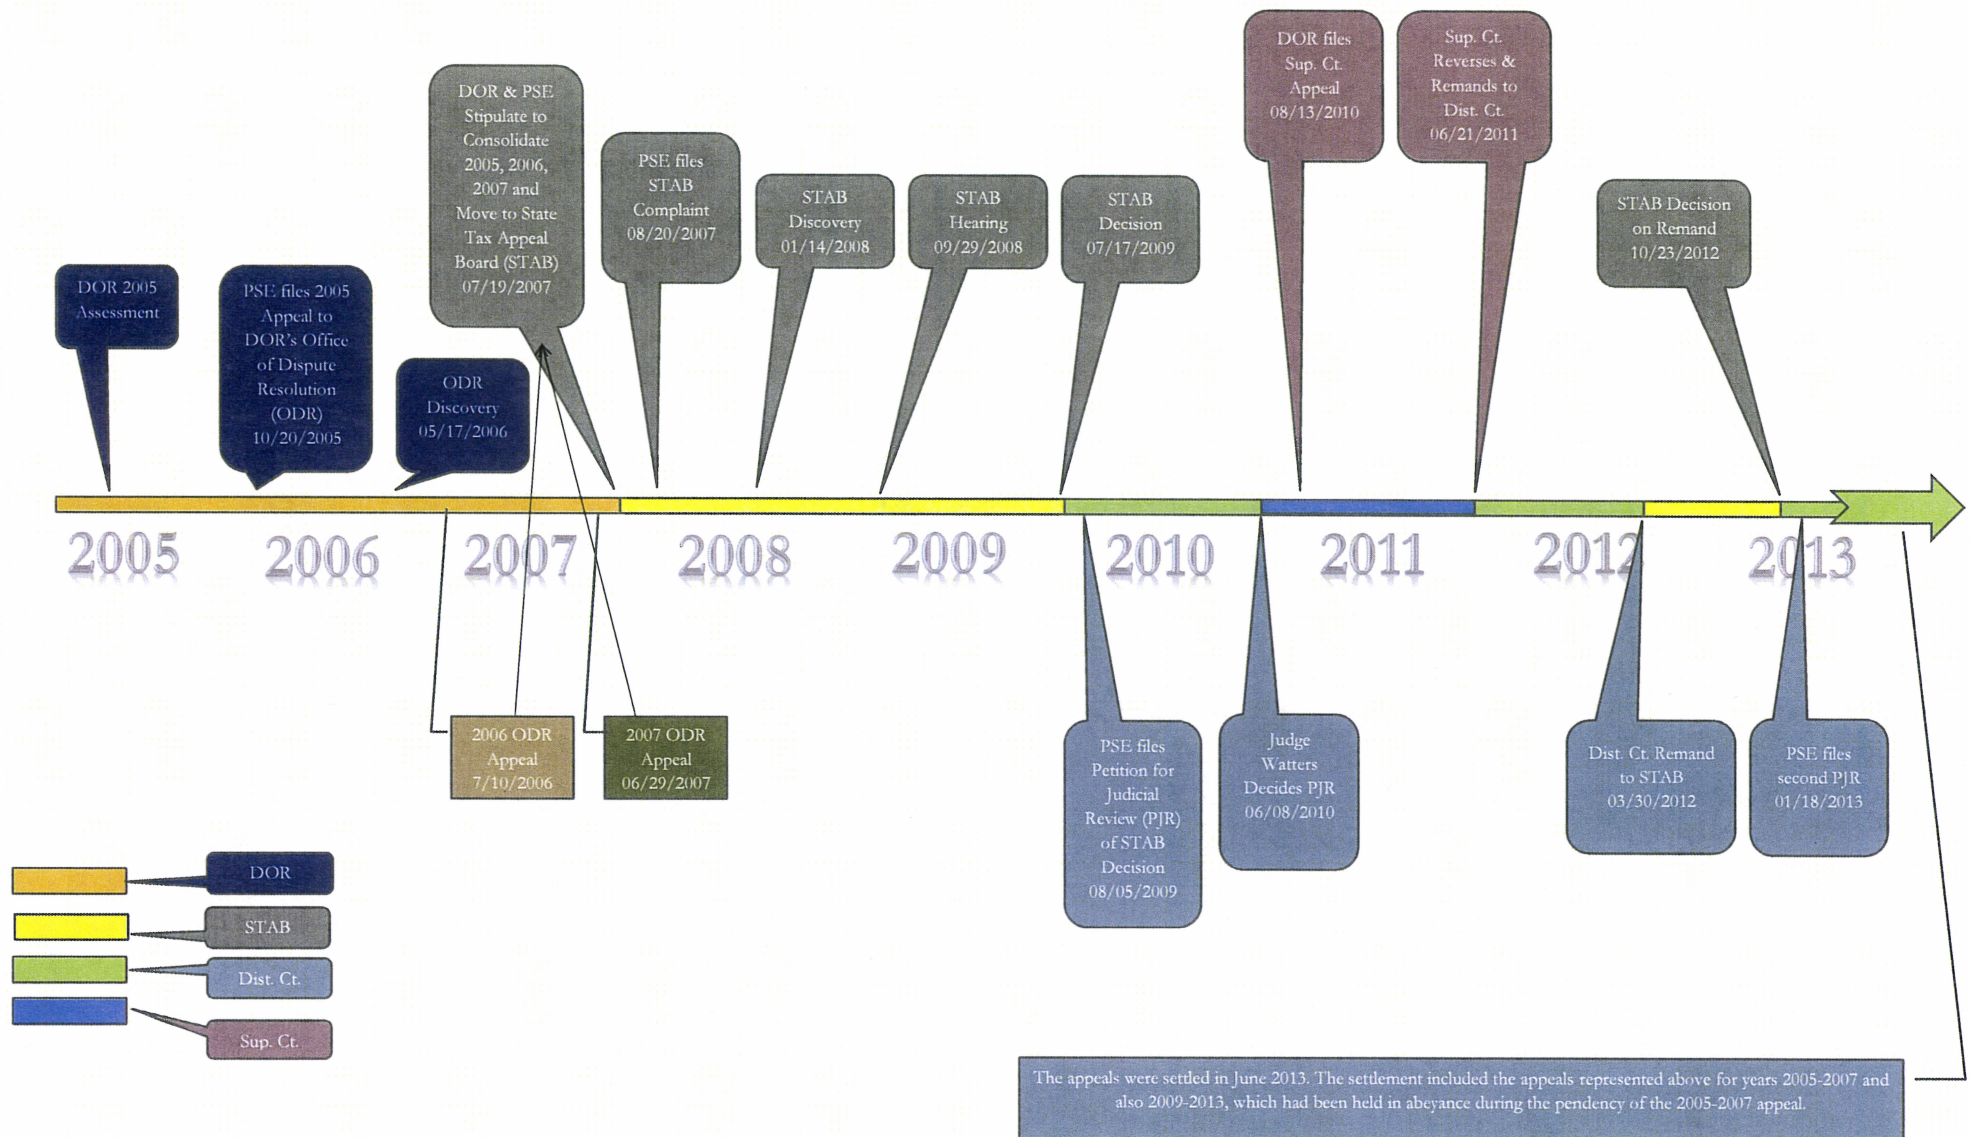 DOR 2005
Assessment
PSE files 2005
Appeal to
DOR's Office
of Dispute
Resolution
(ODR)
10/20/2005
ODR
Discovery
05/17/2006
DOR & PSE
Stipulate to
Consolidate
2005, 2006,
2007 and
Move to State
Tax Appeal
Board (STAB)
07/19/2007
PSE files
STAB
Complaint
08/20/2007
STAB
Discovery
01/14/2008
STAB
Hearing
09/29/2008
STAB
Decision
07/17/2009
DOR files
Sup. Ct.
Appeal
08/13/2010
Sup. Ct.
Reverses &
Remands to
Dist. Ct.
06/21/2011
STAB Decision
on Remand
10/23/2012
2005
2006
2007
2008
2009
2010
2011
2012
2013
2006 ODR
Appeal
7/10/2006
2007 ODR
Appeal
06/29/2007
PSE files
Petition for
Judicial
Review (PJR)
of STAB
Decision
08/05/2009
Judge
Watters
Decides PJR
06/08/2010
Dist. Ct. Remand
to STAB
03/30/2012
PSE files
second PJR
01/18/2013
DOR
STAB
Dist. Ct.
Sup. Ct.
The appeals were settled in June 2013. The settlement included the appeals represented above for years 2005-2007 and
also 2009-2013, which had been held in abeyance during the pendency of the 2005-2007 appeal.